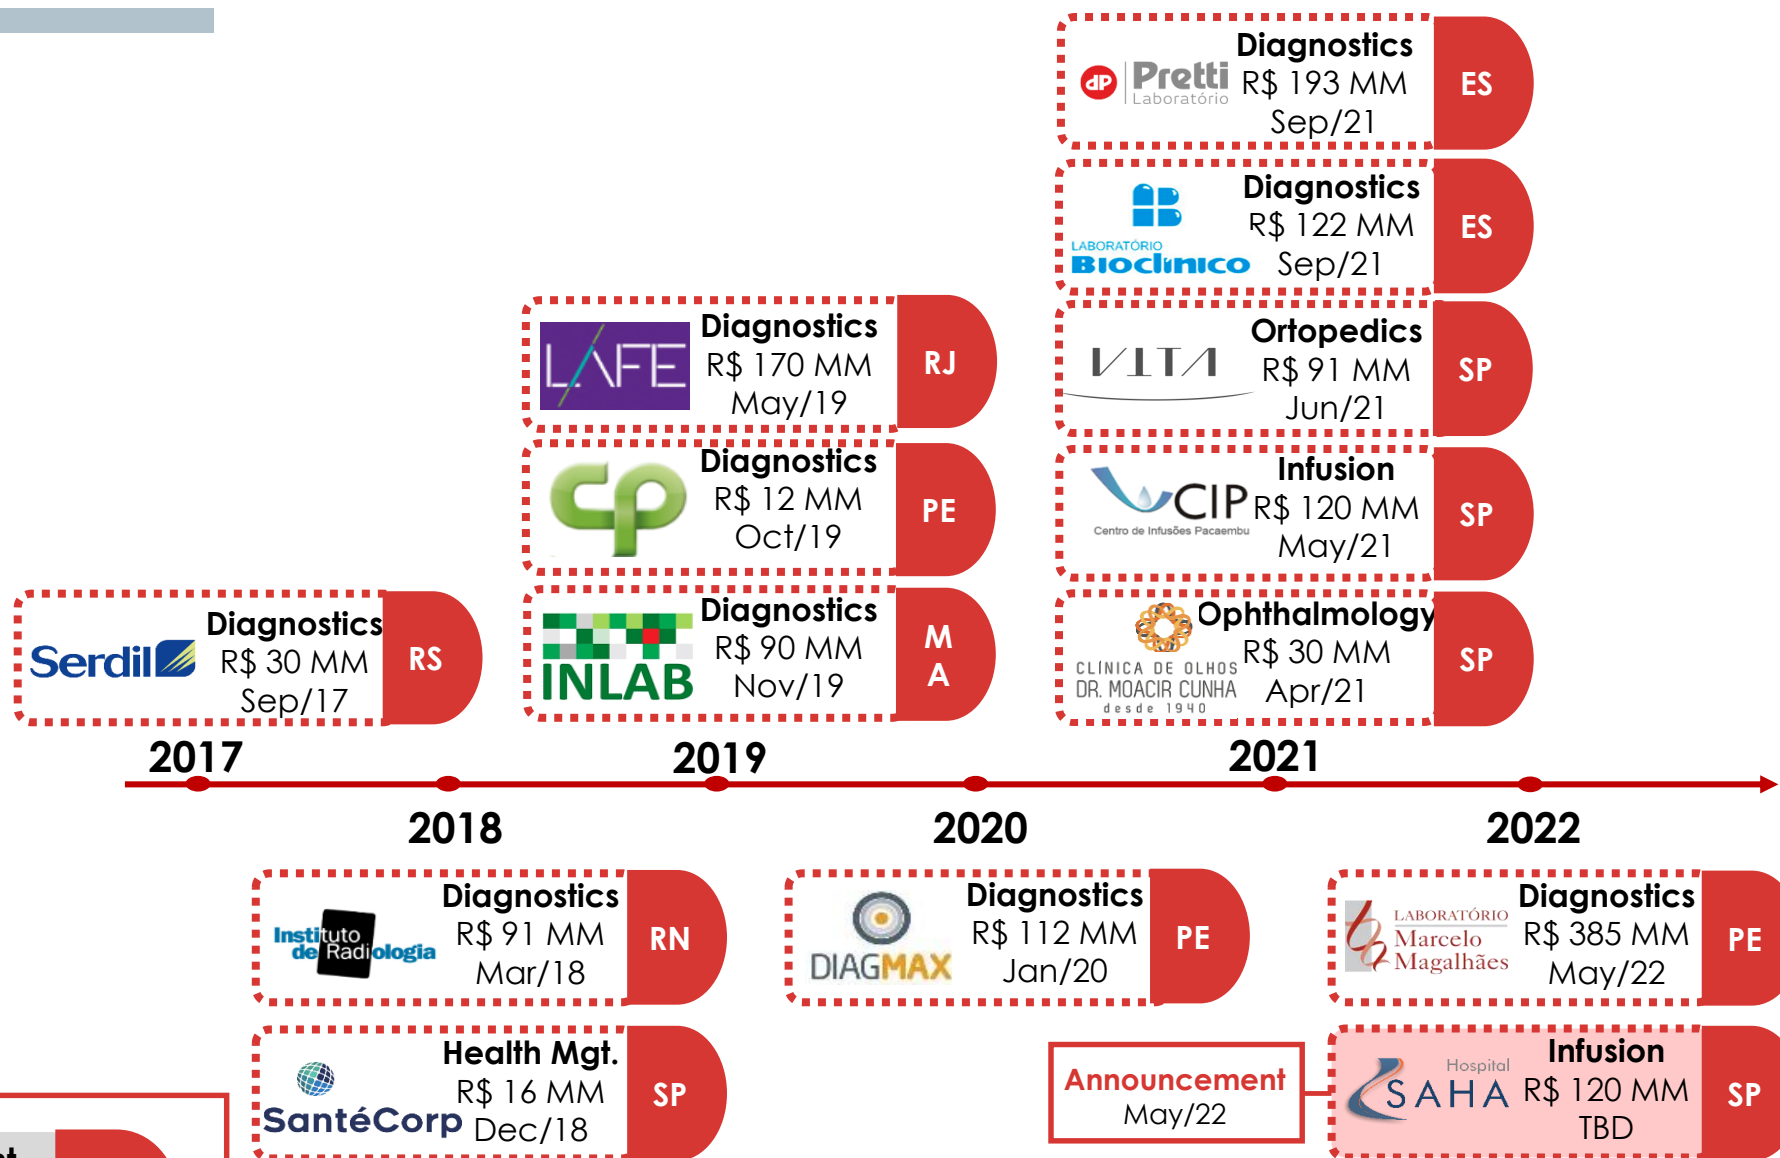 Pretti
Laboratório
dP
Diagnostics
R$ 193 MM
Sep/21
ES
LABORATÓRIO
Bioclínico
Diagnostics
R$ 122 MM
Sep/21
ES
LAFE
Diagnostics
R$ 170 MM
May/19
RJ
VITA
Ortopedics
R$ 91 MM
Jun/21
SP
cp
Diagnostics
R$ 12 MM
Oct/19
PE
CIP
Centro de Infusões Pacaembu
Infusion
R$ 120 MM
May/21
SP
Serdil
Diagnostics
R$ 30 MM
Sep/17
RS
INLAB
Diagnostics
R$ 90 MM
Nov/19
M
A
CLÍNICA DE OLHOS
DR. MOACIR CUNHA
desde 1940
Ophthalmology
R$ 30 MM
Apr/21
SP
2017
2019
2021
2018
2020
2022
Instituto
de Radiologia
Diagnostics
R$ 91 MM
Mar/18
RN
DIAGMAX
Diagnostics
R$ 112 MM
Jan/20
PE
LABORATÓRIO
Marcelo
Magalhães
Diagnostics
R$ 385 MM
May/22
PE
SantéCorp
Health Mgt.
R$ 16 MM
Dec/18
SP
Announcement
May/22
Hospital
SAHA
Infusion
R$ 120 MM
TBD
SP